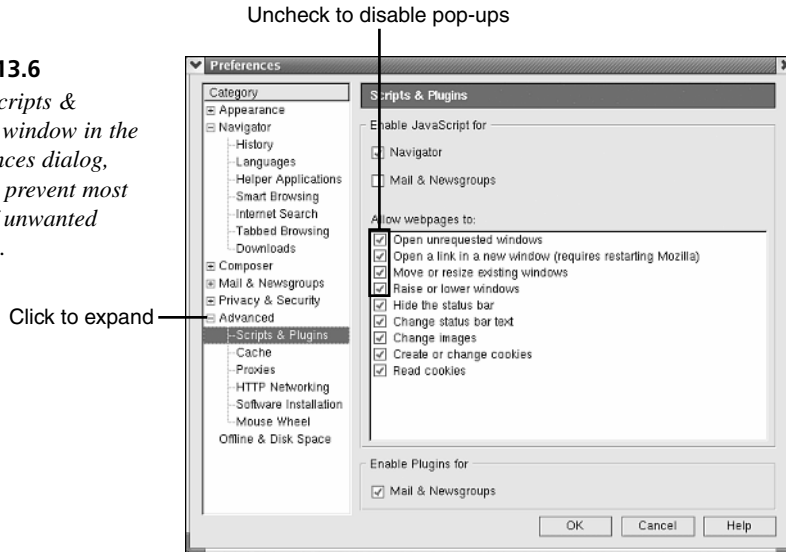 Uncheck to disable pop-ups
13.6
cripts &
window in the
nces dialog,
prevent most
unwanted
.
Click to expand
Preferences
Category
Appearance
Navigator
History
Languages
Helper Applications
Smart Browsing
Internet Search
Tabbed Browsing
Downloads
Composer
Mail & Newsgroups
Privacy & Security
Advanced
Scripts & Plugins
Cache
Proxies
HTTP Networking
Software Installation
Mouse Wheel
Offline & Disk Space
Scripts & Plugins
Enable JavaScript for
Navigator
Mail & Newsgroups
Allow webpages to:
Open unrequested windows
Open a link in a new window (requires restarting Mozilla)
Move or resize existing windows
Raise or lower windows
Hide the status bar
Change status bar text
Change images
Create or change cookies
Read cookies
Enable Plugins for
Mail & Newsgroups
OK Cancel Help